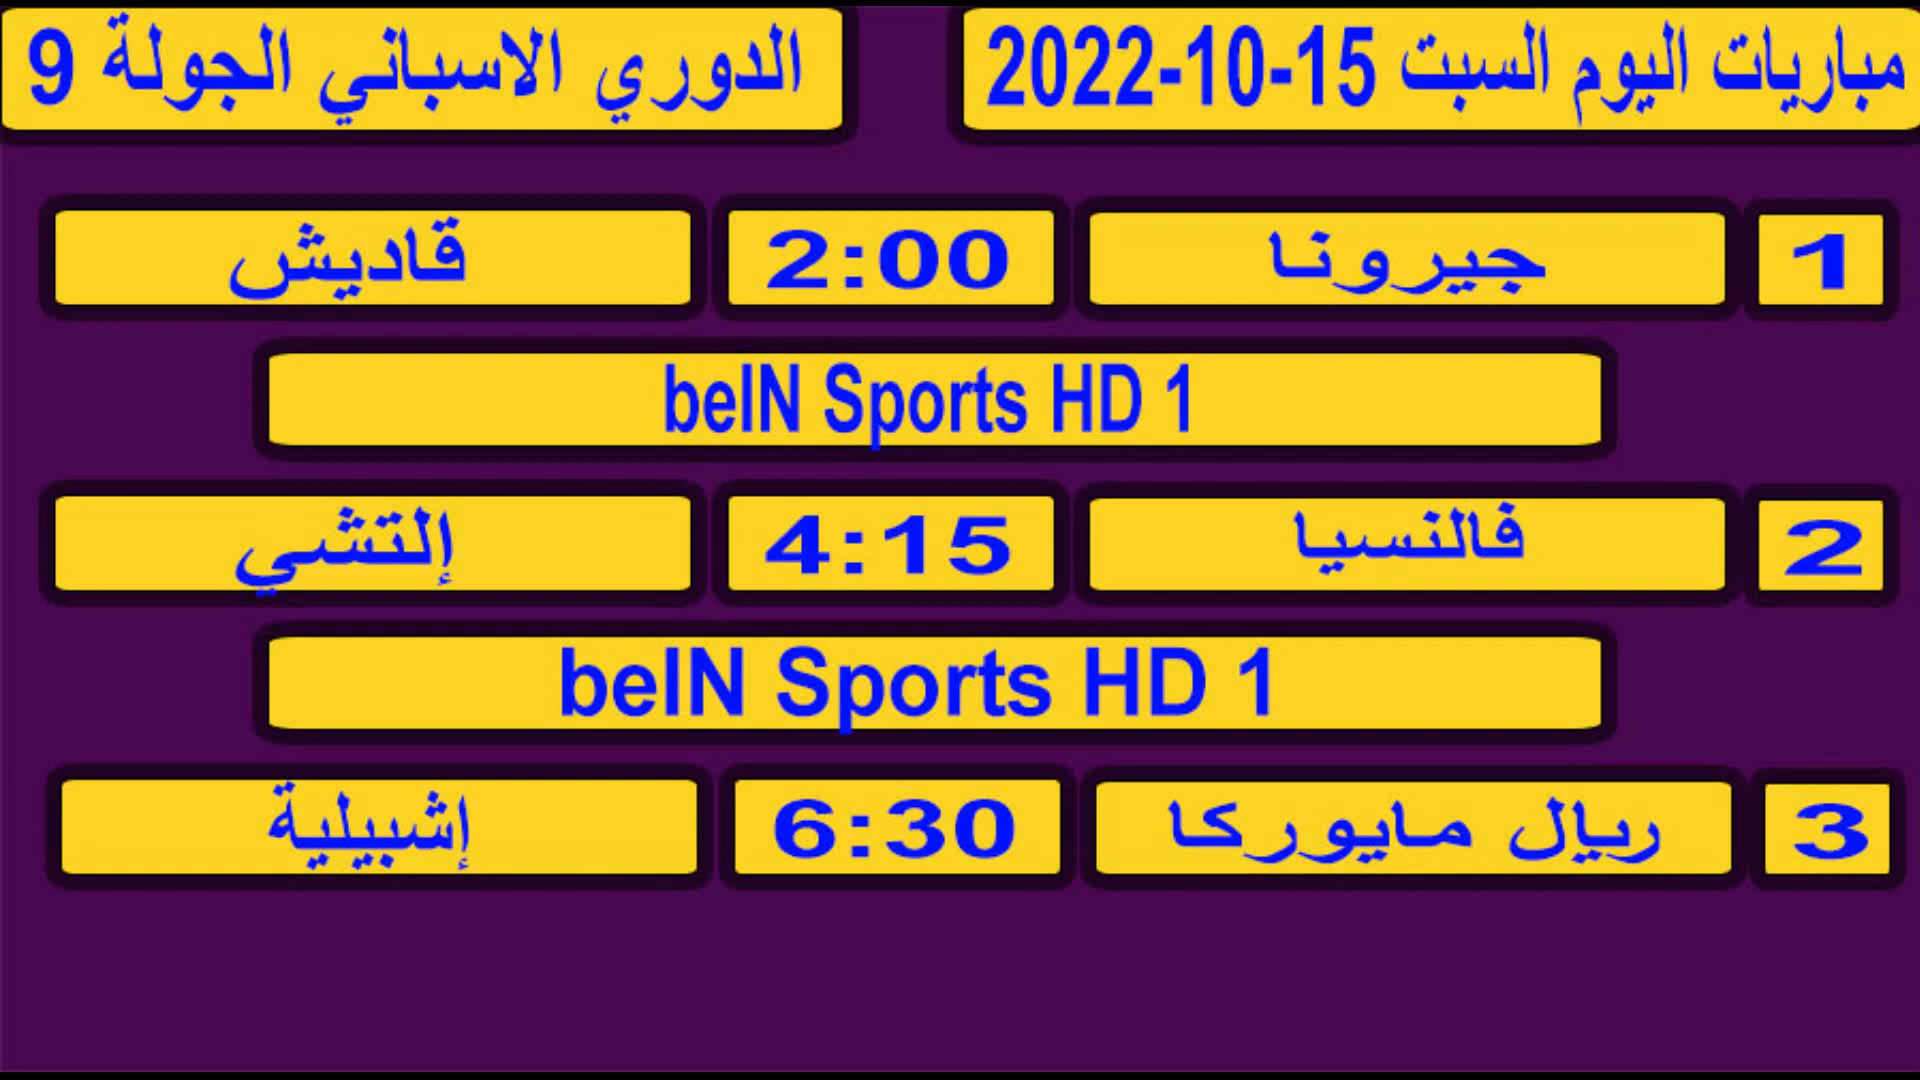 مباريات اليوم السبت 15-10-2022
الدوري الاسباني الجولة 9
1 جيرونا 2:00 قاديش
beIN Sports HD 1
2 فالنسيا 4:15 إلتشي
beIN Sports HD 1
3 ريال مايوركا 6:30 إشبيلية